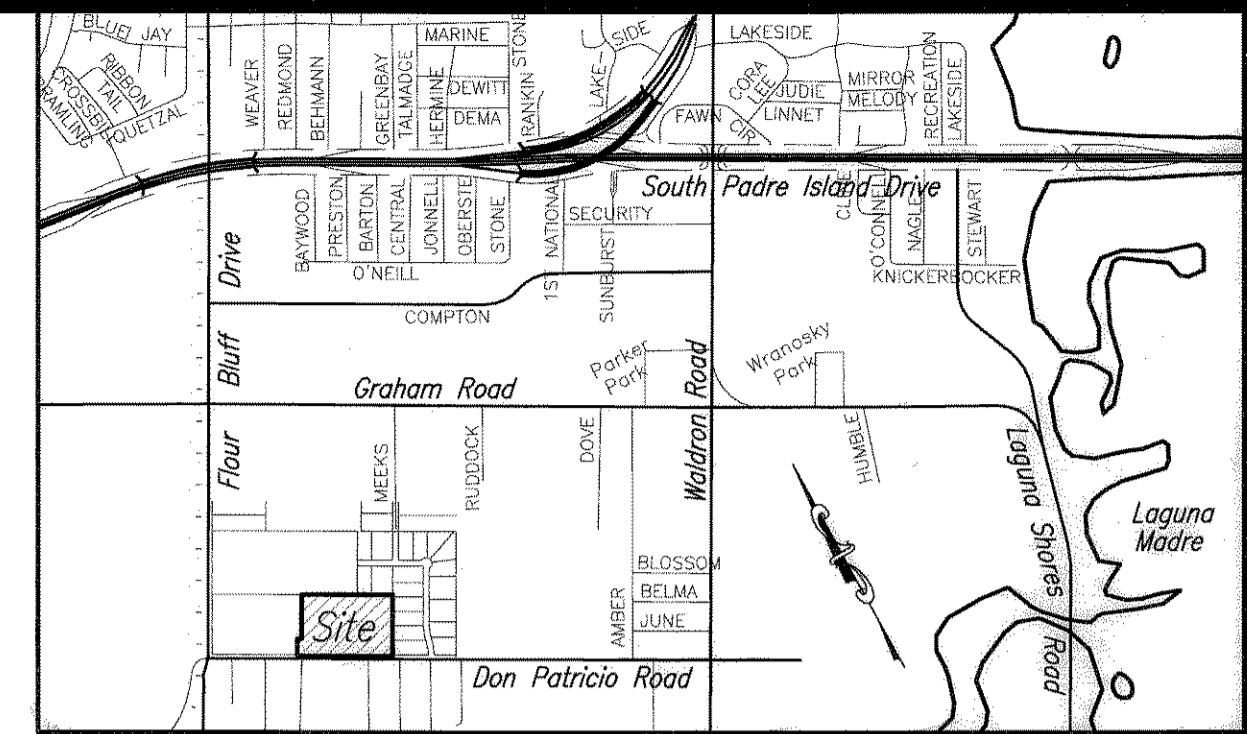 BLUE JAY
RIBBON
TAIL
CROSSBILL
QUETZAL
WEAVER
REDMOND
BEHMANN
GREENBAY
TALMADGE
HERMINE
MARINE
DEWITT
DEMA
RANKIN
STONE
LAKE-
SIDE
LAKESIDE
CORA
LEE
JUDIE
LINNET
MIRROR
MELODY
FAWN
CIR
RECREATION
LAKESIDE
South Padre Island Drive
BAYWOOD
PRESTON
BARTON
CENTRAL
JONNELL
OBERSTE
STONE
1ST NATIONAL
SECURITY
SUNBURST
O'NEILL
COMPTON
O'CONNELL
NAGLE
STEWART
KNICKERBOCKER
Flour Bluff Drive
Parker
Park
Wranosky
Park
Graham Road
Waldron Road
MEEKS
RUDDOCK
DOVE
HUMBLE
AMBER
BLOSSOM
BELMA
JUNE
Laguna Shores Road
Laguna
Madre
Site
Don Patricio Road